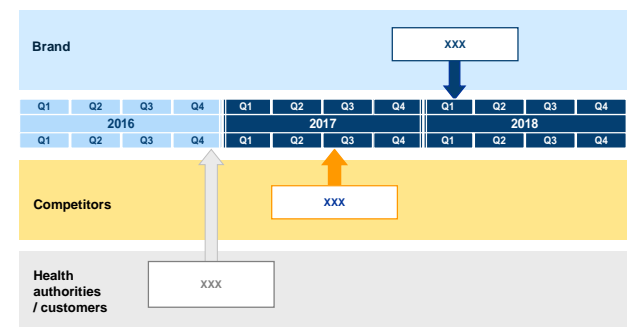 Brand
XXX
Q1 Q2 Q3 Q4 Q1 Q2 Q3 Q4 Q1 Q2 Q3 Q4
2016 2017 2018
Q1 Q2 Q3 Q4 Q1 Q2 Q3 Q4 Q1 Q2 Q3 Q4
Competitors
XXX
Health
authorities
/ customers
XXX